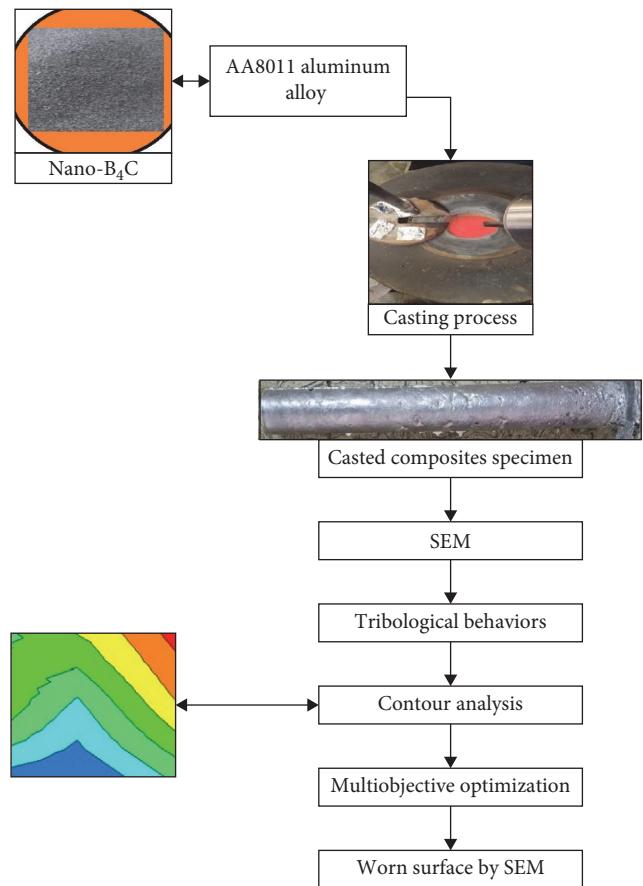 AA8011 aluminum
alloy
Nano-B₄C
Casting process
Casted composites specimen
SEM
Tribological behaviors
Contour analysis
Multiobjective optimization
Worn surface by SEM